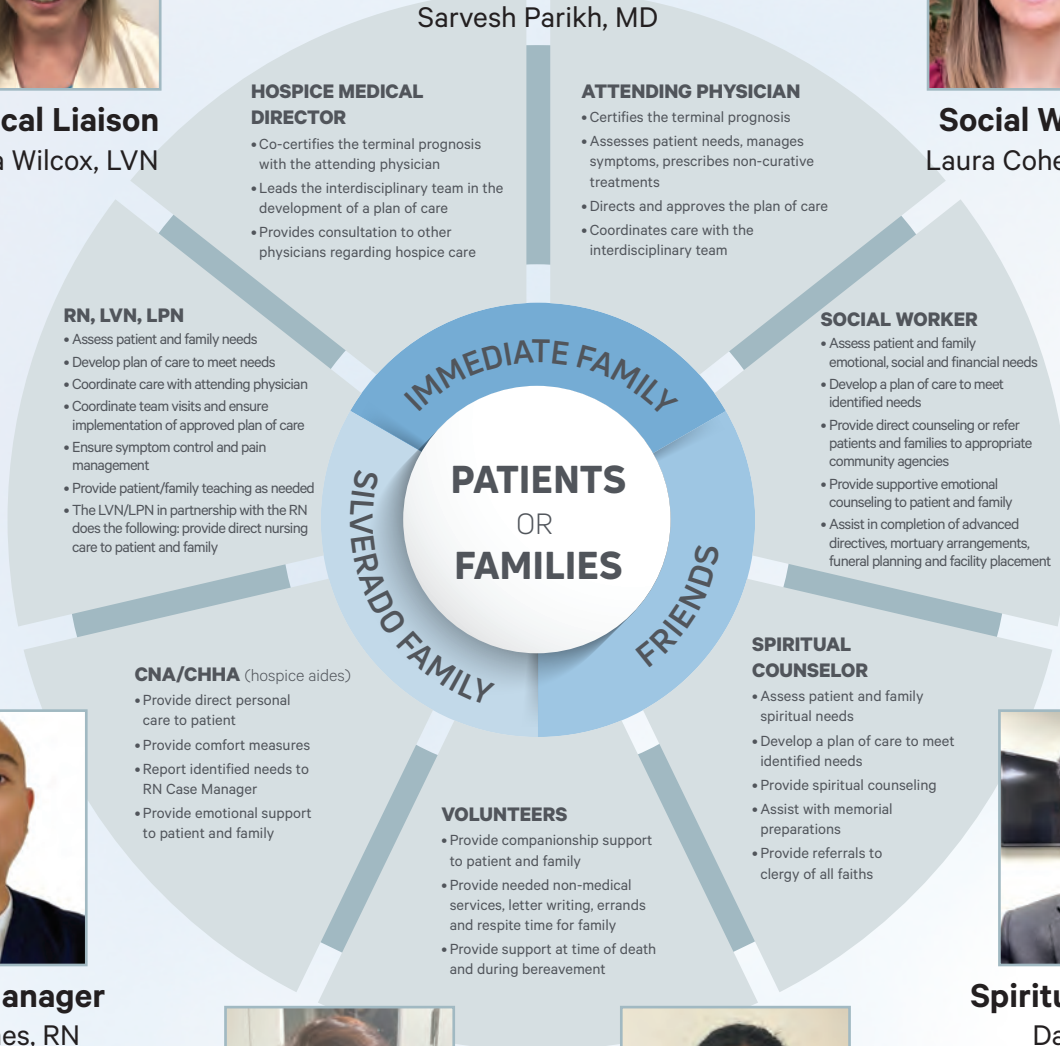 Sarvesh Parikh, MD
cal Liaison
a Wilcox, LVN
Social W
Laura Cohe
HOSPICE MEDICAL
DIRECTOR
• Co-certifies the terminal prognosis
with the attending physician
• Leads the interdisciplinary team in the
development of a plan of care
• Provides consultation to other
physicians regarding hospice care
ATTENDING PHYSICIAN
• Certifies the terminal prognosis
• Assesses patient needs, manages
symptoms, prescribes non-curative
treatments
• Directs and approves the plan of care
• Coordinates care with the
interdisciplinary team
RN, LVN, LPN
• Assess patient and family needs
• Develop plan of care to meet needs
• Coordinate care with attending physician
• Coordinate team visits and ensure
implementation of approved plan of care
• Ensure symptom control and pain
management
• Provide patient/family teaching as needed
• The LVN/LPN in partnership with the RN
does the following: provide direct nursing
care to patient and family
IMMEDIATE FAMILY
SILVERADO FAMILY
FRIENDS
PATIENTS
OR
FAMILIES
SOCIAL WORKER
• Assess patient and family
emotional, social and financial needs
• Develop a plan of care to meet
identified needs
• Provide direct counseling or refer
patients and families to appropriate
community agencies
• Provide supportive emotional
counseling to patient and family
• Assist in completion of advanced
directives, mortuary arrangements,
funeral planning and facility placement
CNA/CHHA (hospice aides)
• Provide direct personal
care to patient
• Provide comfort measures
• Report identified needs to
RN Case Manager
• Provide emotional support
to patient and family
VOLUNTEERS
• Provide companionship support
to patient and family
• Provide needed non-medical
services, letter writing, errands
and respite time for family
• Provide support at time of death
and during bereavement
SPIRITUAL
COUNSELOR
• Assess patient and family
spiritual needs
• Develop a plan of care to meet
identified needs
• Provide spiritual counseling
• Assist with memorial
preparations
• Provide referrals to
clergy of all faiths
anager
es, RN
Spiritu
Da